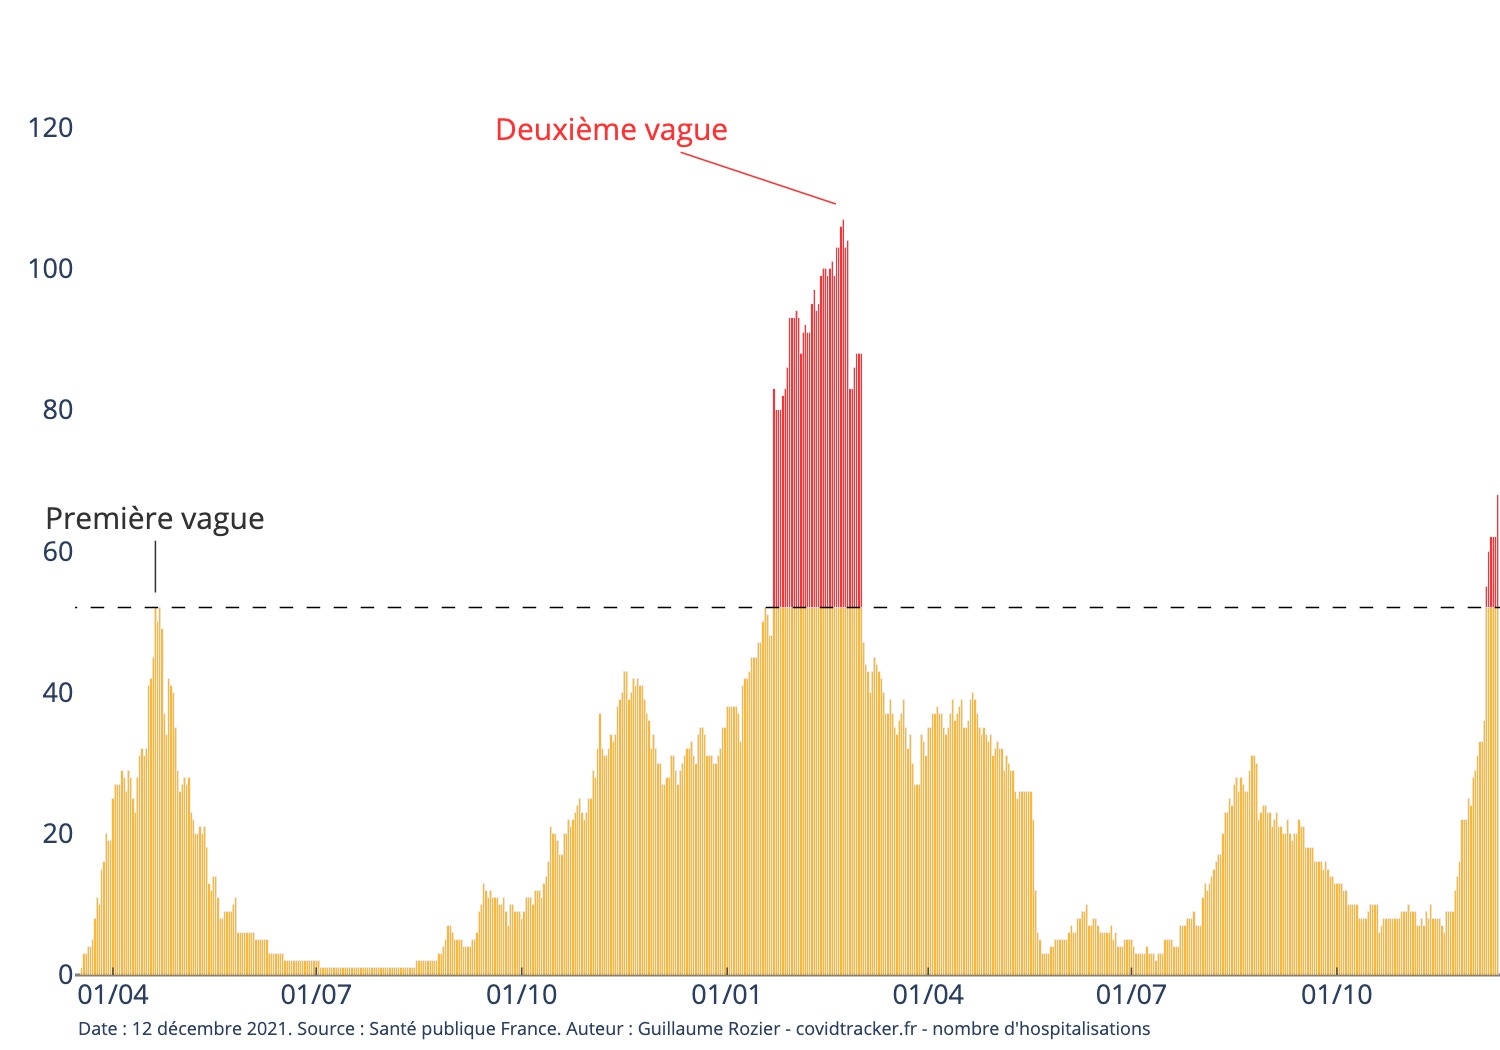 120
Deuxième vague
100
80
Première vague
60
40
20
0
01/04 01/07 01/10 01/01 01/04 01/07 01/10
Date : 12 décembre 2021. Source : Santé publique France. Auteur : Guillaume Rozier - covidtracker.fr - nombre d'hospitalisations